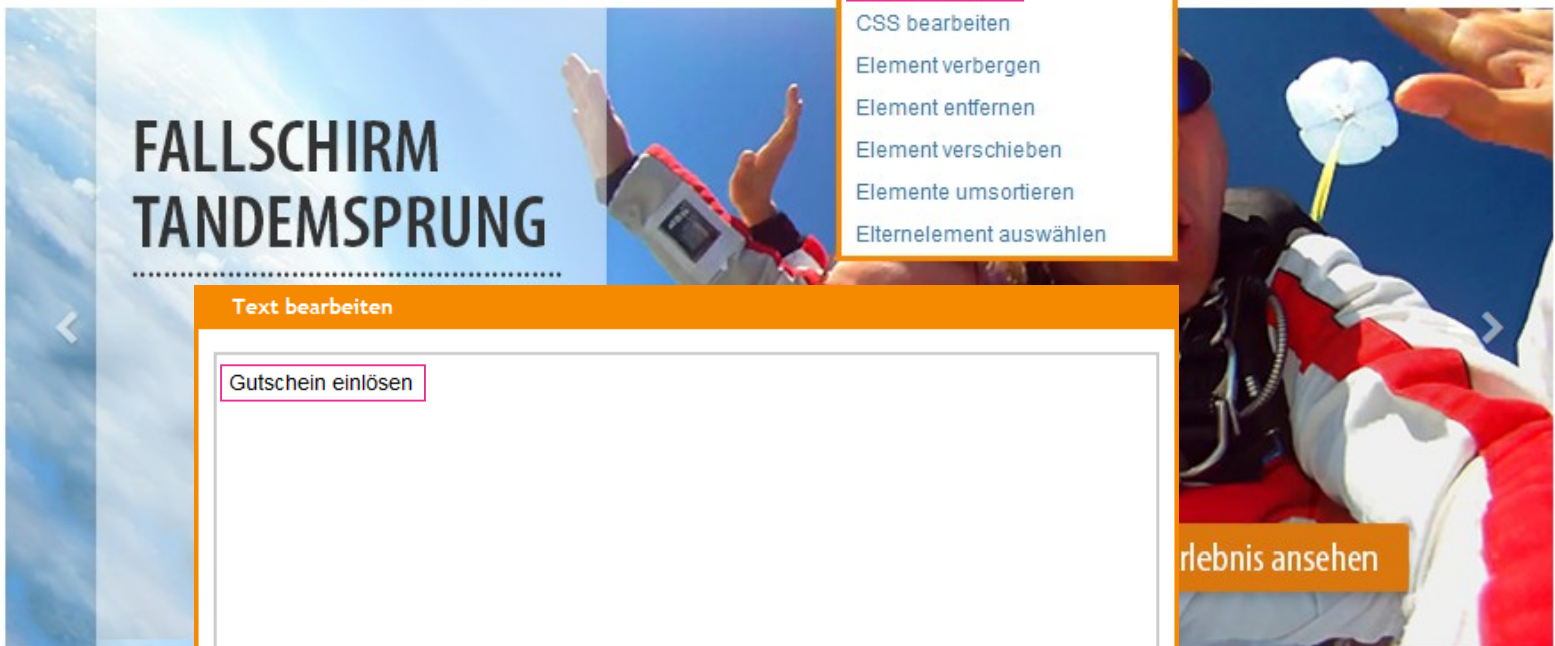 CSS bearbeiten
Element verbergen
Element entfernen
Element verschieben
Elemente umsortieren
Elternelement auswählen
FALLSCHIRM
TANDEMSPRUNG
Text bearbeiten
Gutschein einlösen
rlebnis ansehen